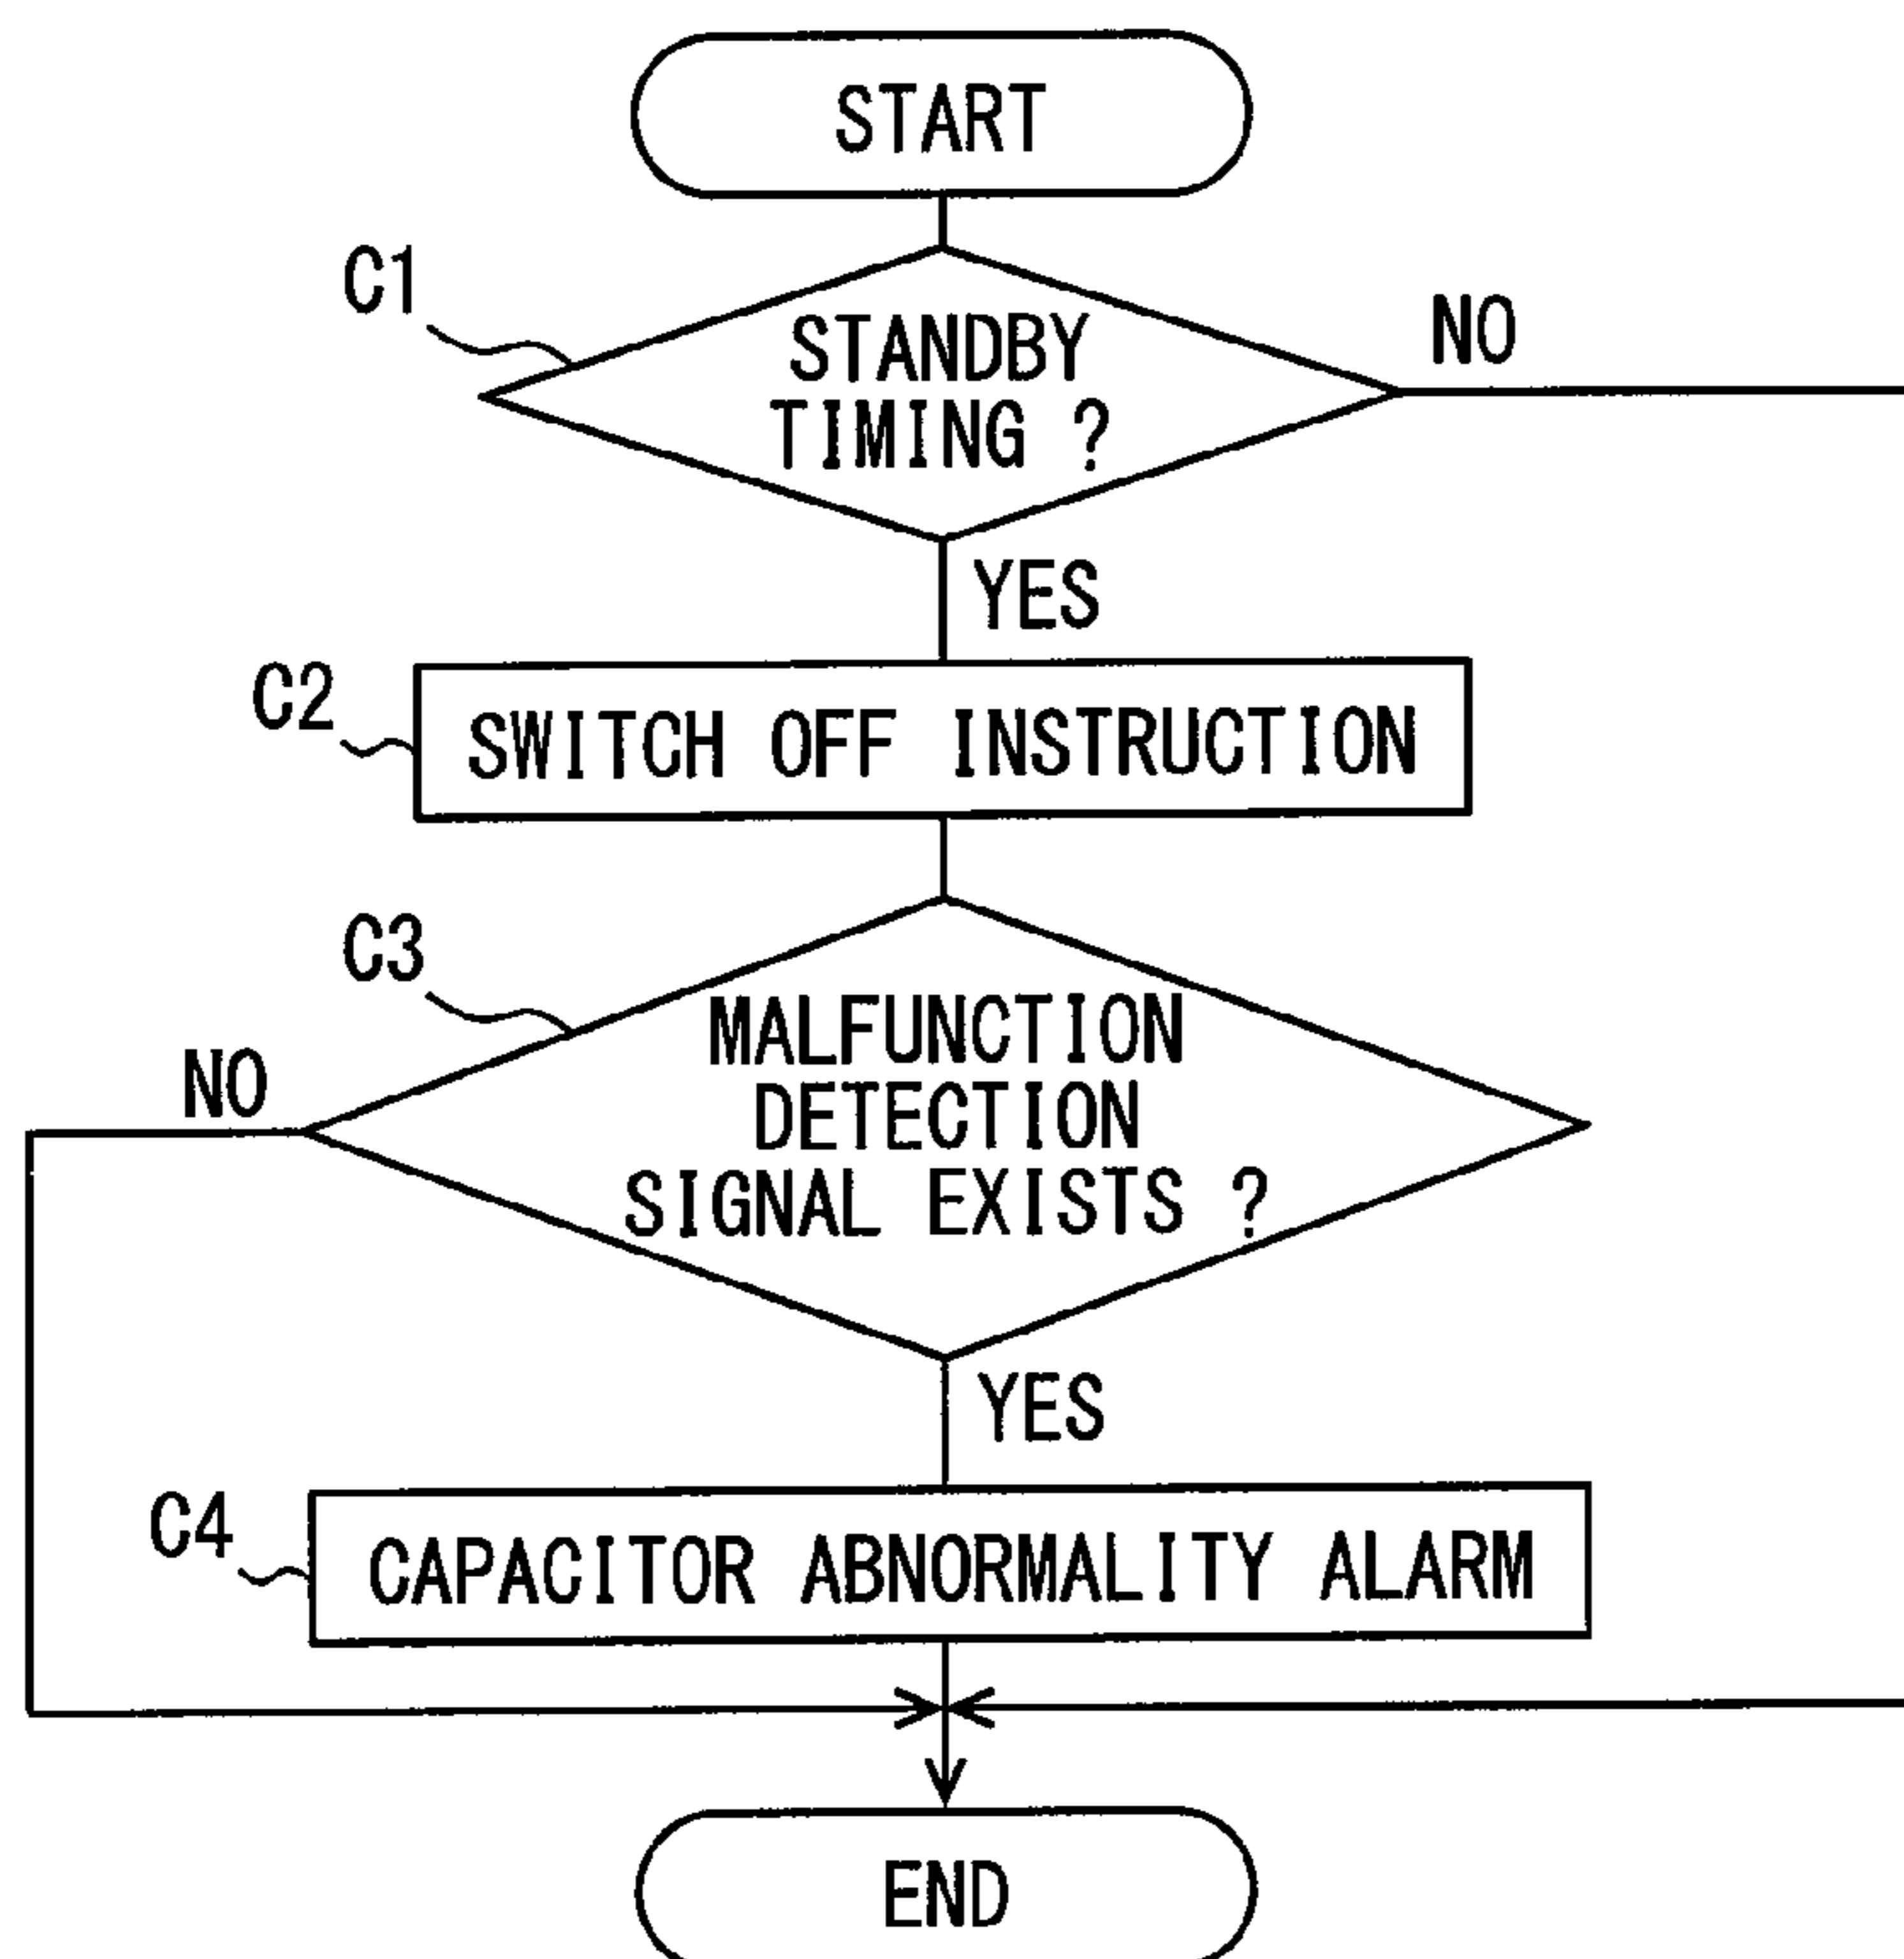 START
C1
STANDBY
TIMING ?
NO
YES
C2
SWITCH OFF INSTRUCTION
C3
MALFUNCTION
DETECTION
SIGNAL EXISTS ?
NO
YES
C4
CAPACITOR ABNORMALITY ALARM
END